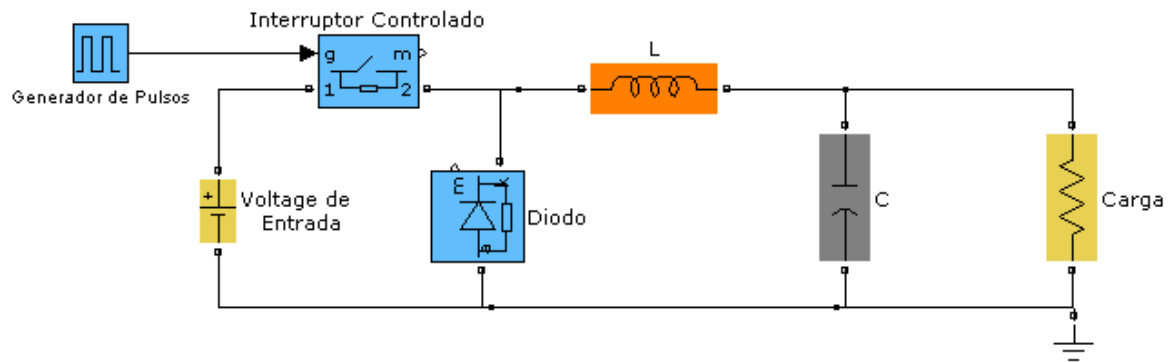 Interruptor Controlado
g
m
1
2
L
Generador de Pulsos
+
Voltage de
Entrada
m
k
a
Diodo
C
Carga